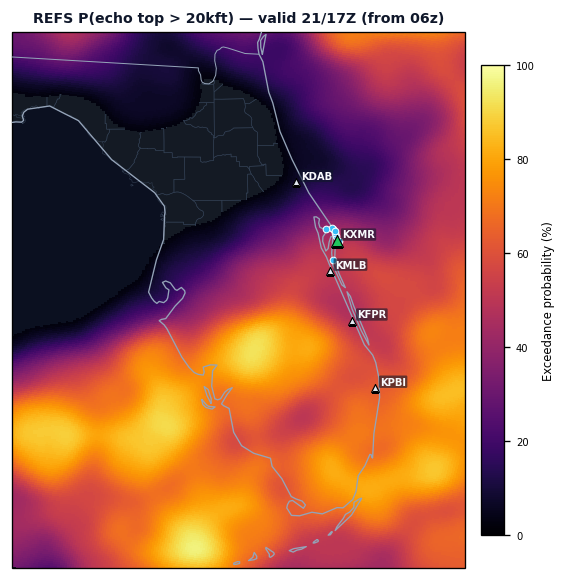 REFS P(echo top > 20kft) — valid 21/17Z (from 06z)
KDAB
KXMR
KMLB
KFPR
KPBI
100
80
60
40
20
0
Exceedance probability (%)